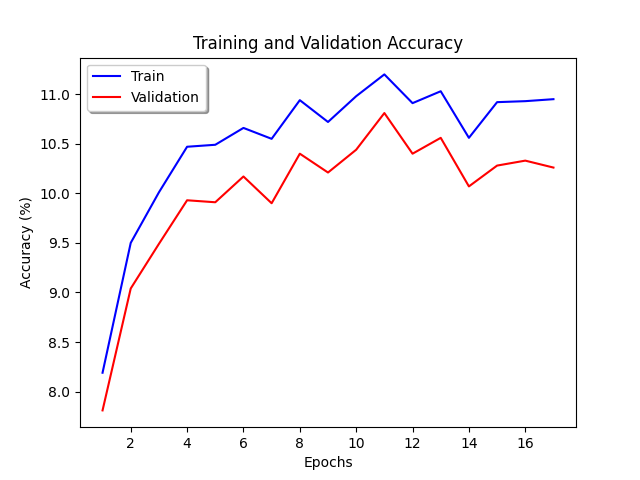 Training and Validation Accuracy
Train
Validation
11.0
10.5
10.0
9.5
9.0
8.5
8.0
Accuracy (%)
2 4 6 8 10 12 14 16
Epochs